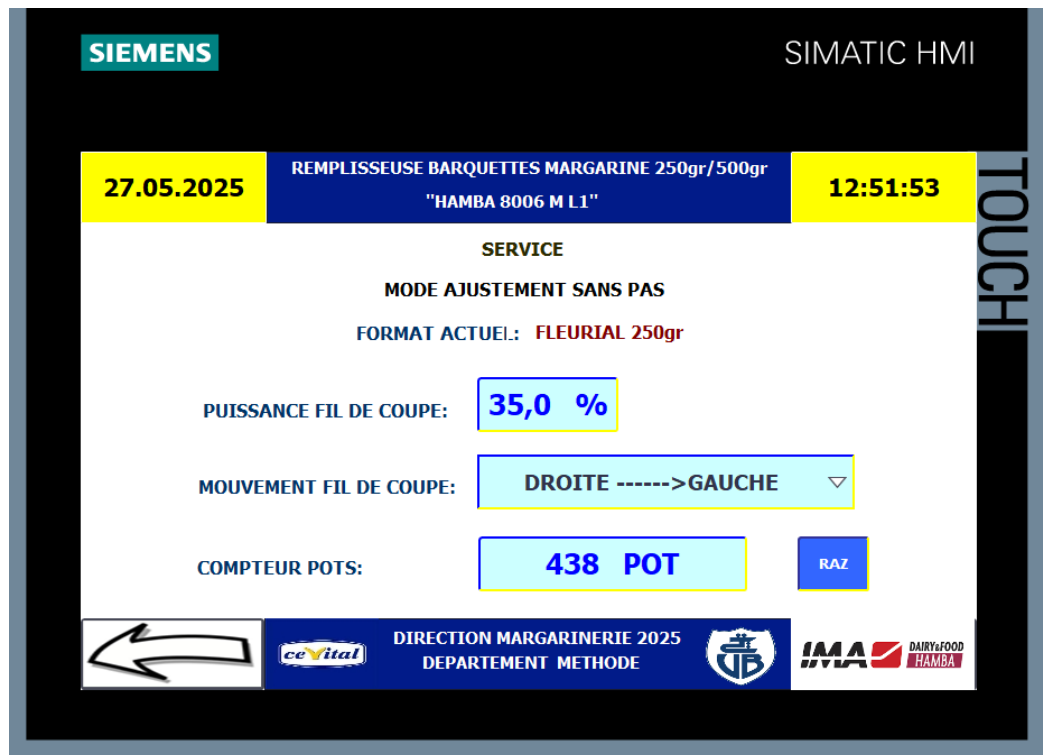 SIEMENS
SIMATIC HMI
TOUCH
27.05.2025
REMPLISSEUSE BARQUETTES MARGARINE 250gr/500gr
"HAMBA 8006 M L1"
12:51:53
SERVICE
MODE AJUSTEMENT SANS PAS
FORMAT ACTUEL: FLEURIAL 250gr
PUISSANCE FIL DE COUPE: 35,0 %
MOUVEMENT FIL DE COUPE: DROITE ------>GAUCHE
COMPTEUR POTS: 438 POT RAZ
cevital
DIRECTION MARGARINERIE 2025
DEPARTEMENT METHODE
IMA
DAIRY&FOOD
HAMBA